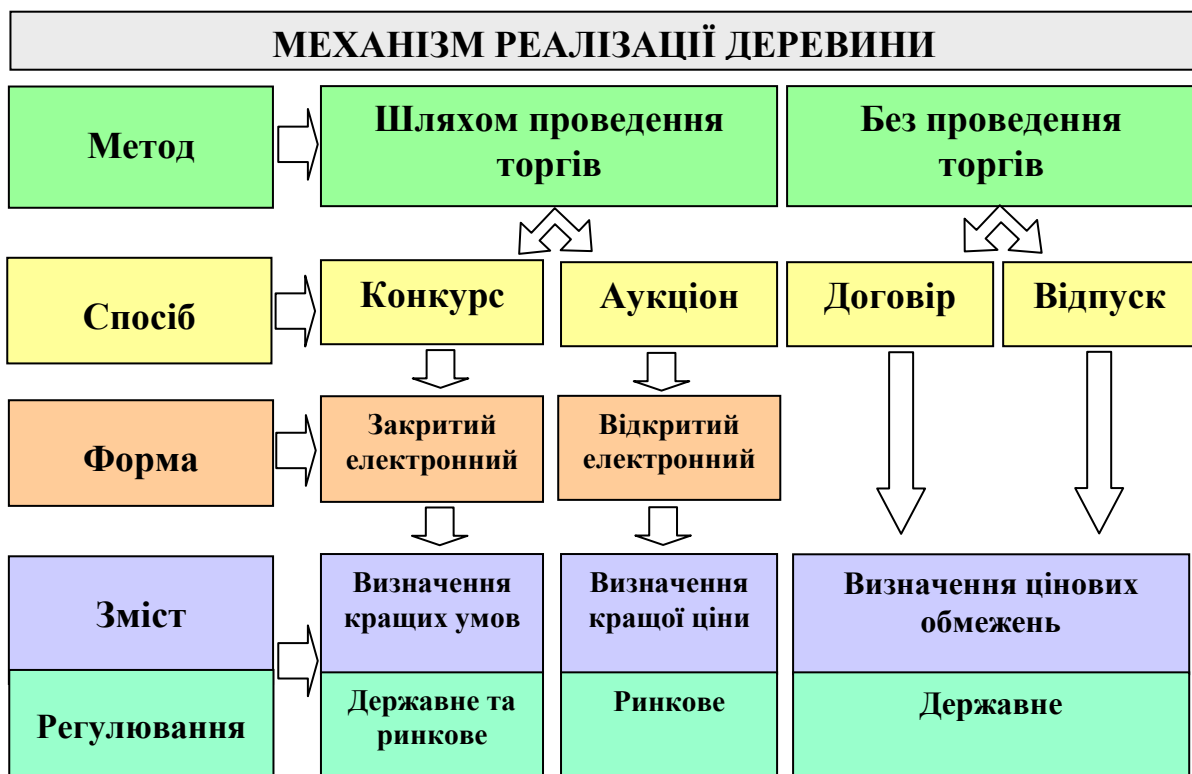 МЕХАНІЗМ РЕАЛІЗАЦІЇ ДЕРЕВИНИ
Метод
Шляхом проведення
торгів
Без проведення
торгів
Спосіб
Конкурс
Аукціон
Договір
Відпуск
Форма
Закритий
електронний
Відкритий
електронний
Зміст
Визначення
кращих умов
Визначення
кращої ціни
Визначення цінових
обмежень
Регулювання
Державне та
ринкове
Ринкове
Державне